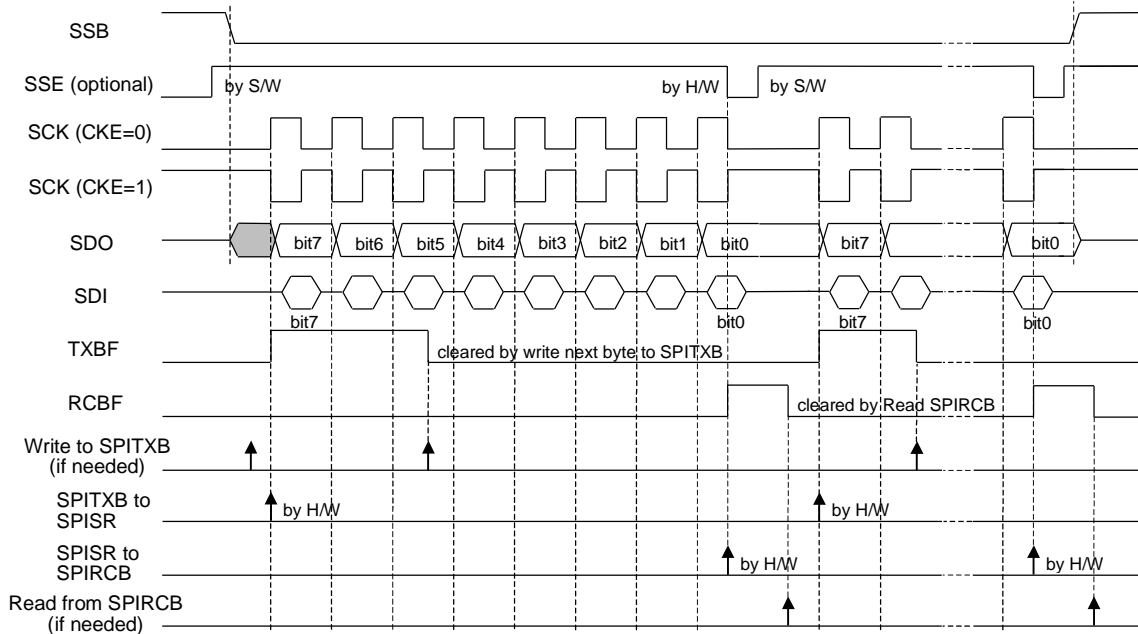 SSB
SSE (optional) by S/W by H/W by S/W
SCK (CKE=0)
SCK (CKE=1)
SDO bit7 bit6 bit5 bit4 bit3 bit2 bit1 bit0 bit7 bit0
SDI
bit7 bit0 bit7 bit0
TXBF cleared by write next byte to SPITXB
RCBF cleared by Read SPIRCB
Write to SPITXB
(if needed)
SPITXB to
SPISR
by H/W by H/W
SPISR to
SPIRCB
by H/W by H/W
Read from SPIRCB
(if needed)